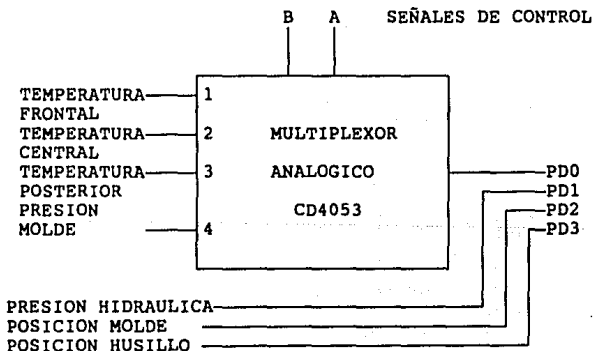 B A SEÑALES DE CONTROL
TEMPERATURA 1
FRONTAL
TEMPERATURA 2 MULTIPLEXOR
CENTRAL
TEMPERATURA 3 ANALOGICO PD0
POSTERIOR PD1
PRESION CD4053 PD2
MOLDE 4 PD3
PRESION HIDRAULICA
POSICION MOLDE
POSICION HUSILLO